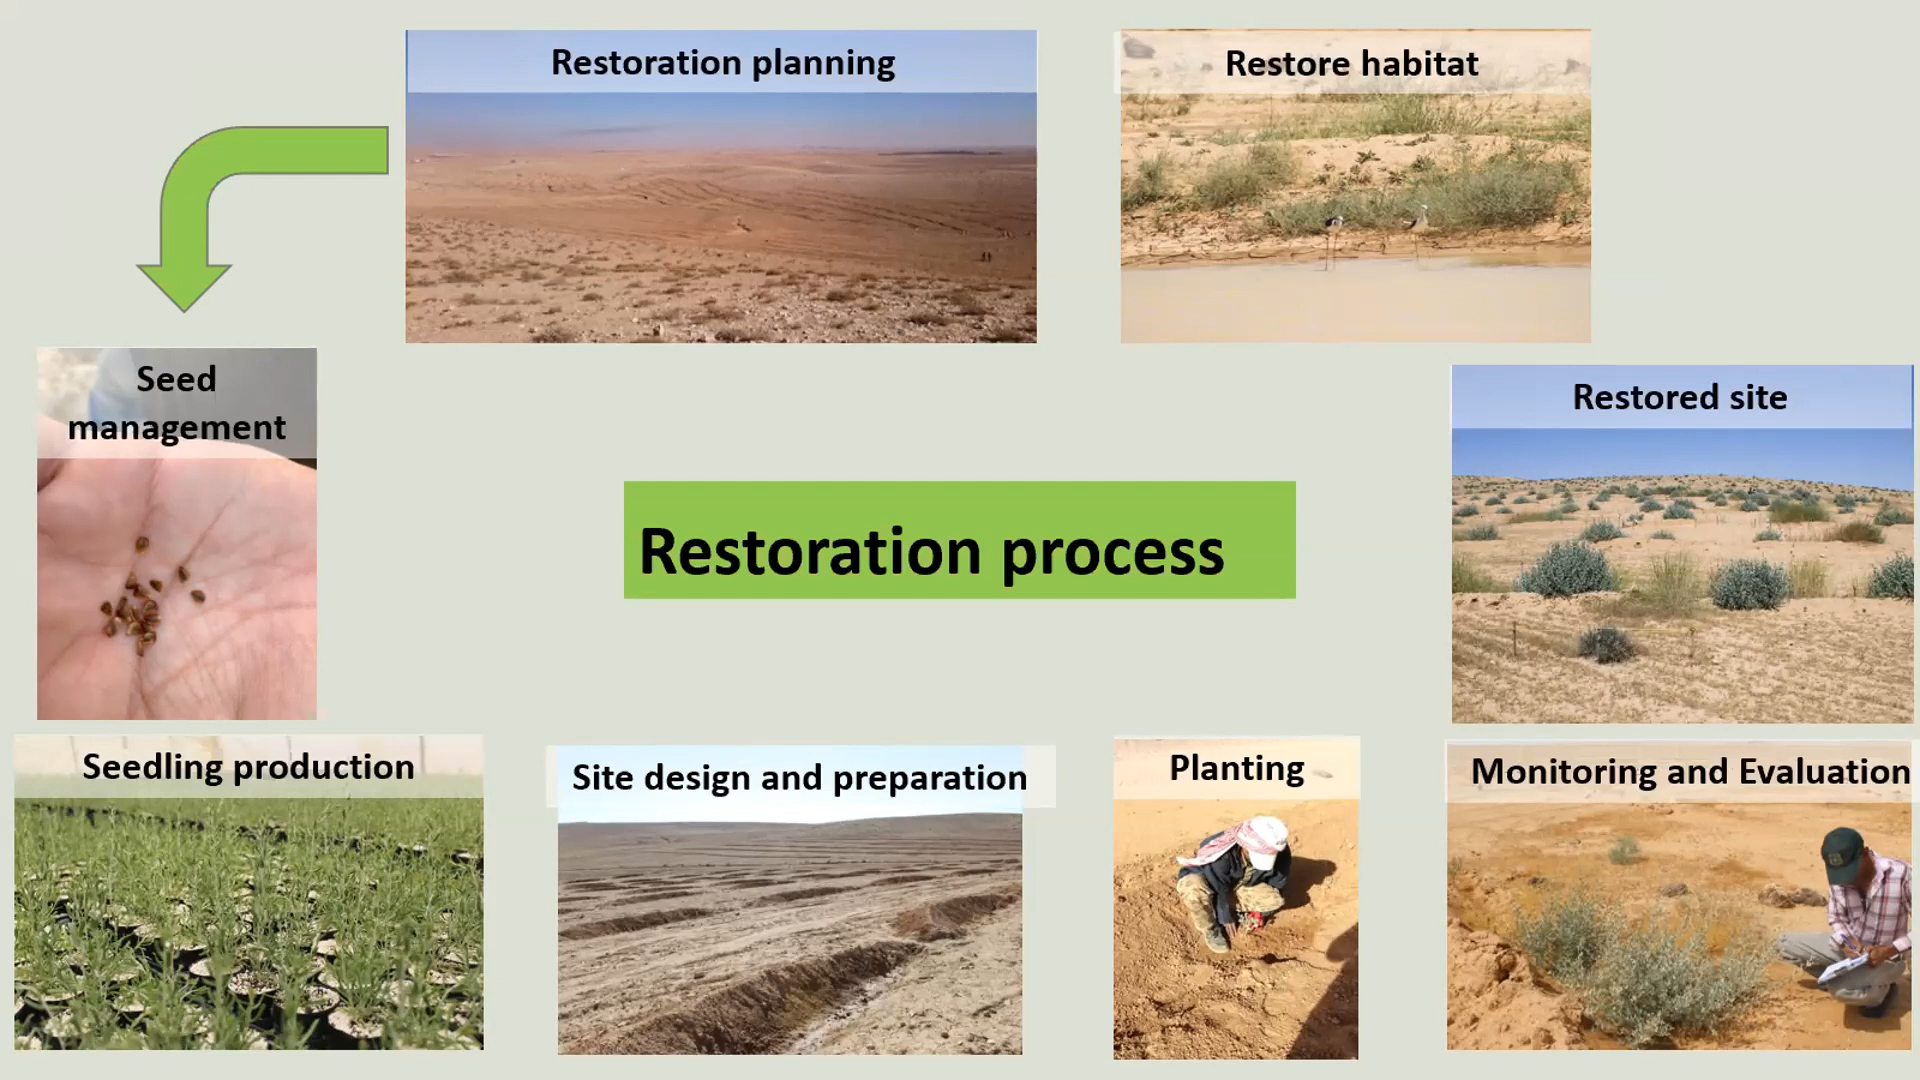 Restoration planning
Restore habitat
Seed
management
Restored site
Restoration process
Seedling production
Site design and preparation
Planting
Monitoring and Evaluation